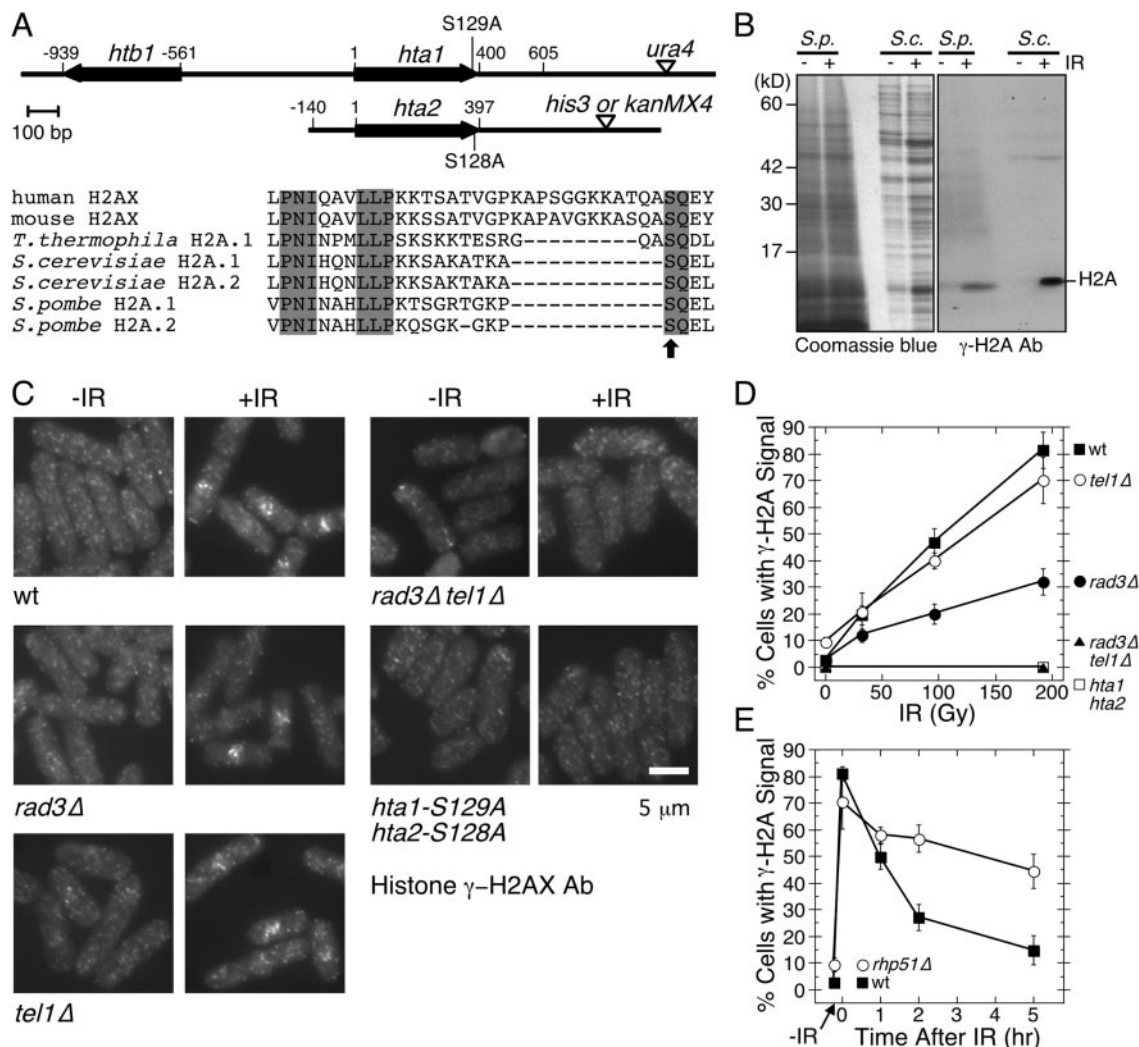 A
S129A
-939 htb1 -561 1 hta1 400 605 ura4
-140 1 hta2 397 his3 or kanMX4
100 bp
S128A
human H2AX LPNIQAVLLPKKTSATVGPKAPSGGKKATQASQEY
mouse H2AX LPNIQAVLLPKKSSATVGPKAPAVGKKASQASQEY
T.thermophila H2A.1 LPNINPMLLPSKSKKTESRG-----------QASQDL
S.cerevisiae H2A.1 LPNIHQNLLPKKSAKATKA-------------SQEL
S.cerevisiae H2A.2 LPNIHQNLLPKKSAKTAKA-------------SQEL
S.pombe H2A.1 VPNINAHLLPKTSGRTGKP-------------SQEL
S.pombe H2A.2 VPNINAHLLPKQSGK-GKP-------------SQEL
B
S.p. S.c. S.p. S.c.
- + - + - + - + IR
(kD)
60
42
30
17
H2A
Coomassie blue γ-H2A Ab
C
-IR +IR -IR +IR
wt rad3Δ tel1Δ
rad3Δ hta1-S129A
hta2-S128A
5 μm
tel1Δ
Histone γ-H2AX Ab
D
% Cells with γ-H2A Signal
90
80
70
60
50
40
30
20
10
0
0 50 100 150 200
IR (Gy)
wt
tel1Δ
rad3Δ
rad3Δ
tel1Δ
hta1
hta2
E
% Cells with γ-H2A Signal
90
80
70
60
50
40
30
20
10
0
rhp51Δ
wt
0 1 2 3 4 5
-IR
Time After IR (hr)